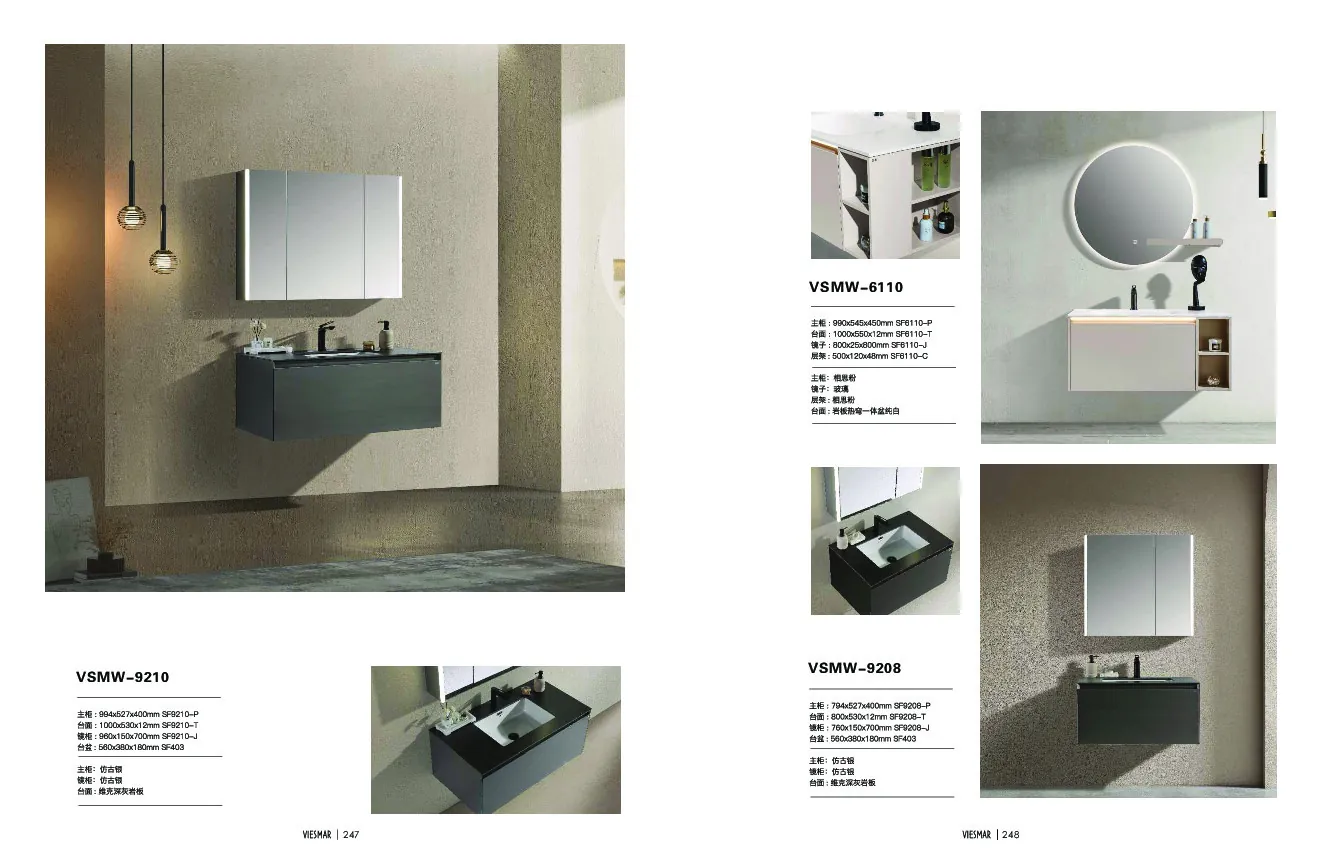 VSMW-9210
主柜：994x527x400mm SF9210-P
台面：1000x530x12mm SF9210-T
镜柜：960x150x700mm SF9210-J
台盆：560x380x180mm SF403
主柜：仿古银
镜柜：仿古银
台面：维克深灰岩板
VIESMAR | 247
VSMW-6110
主柜：990x545x450mm SF6110-P
台面：1000x550x12mm SF6110-T
镜子：800x25x800mm SF6110-J
层架：500x120x48mm SF6110-C
主柜：相思粉
镜子：玻璃
层架：相思粉
台面：岩板热弯一体盆纯白
VSMW-9208
主柜：794x527x400mm SF9208-P
台面：800x530x12mm SF9208-T
镜柜：760x150x700mm SF9208-J
台盆：560x380x180mm SF403
主柜：仿古银
镜柜：仿古银
台面：维克深灰岩板
VIESMAR | 248